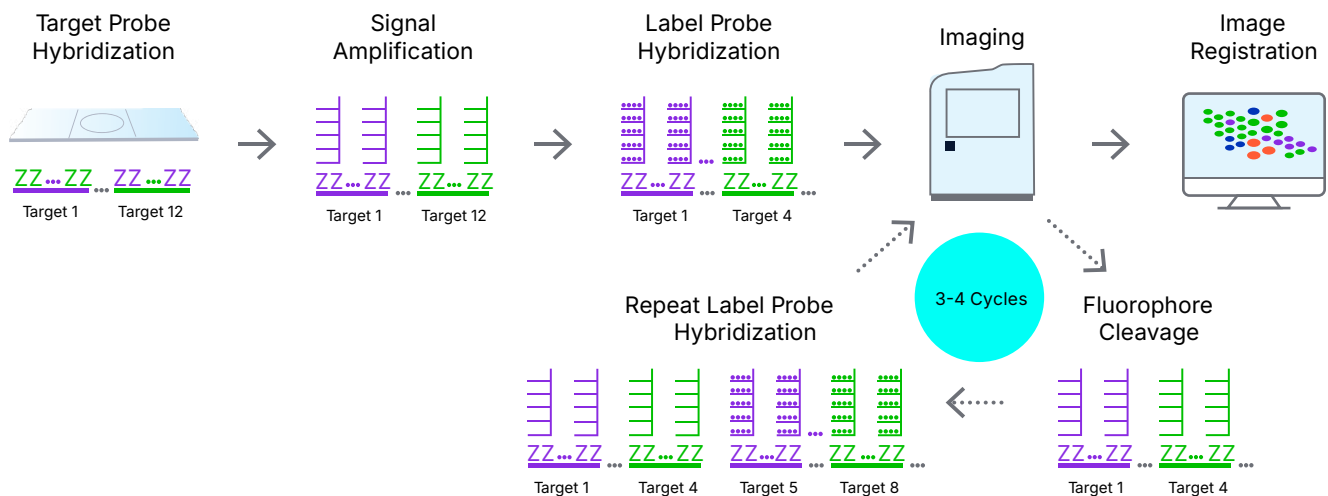 Target Probe
Hybridization
Signal
Amplification
Label Probe
Hybridization
Imaging
Image
Registration
ZZ...ZZ ... ZZ...ZZ
Target 1 Target 12
ZZ...ZZ ... ZZ...ZZ
Target 1 Target 12
ZZ...ZZ ... ZZ...ZZ ...
Target 1 Target 4
3-4 Cycles
Repeat Label Probe
Hybridization
Fluorophore
Cleavage
ZZ...ZZ ... ZZ...ZZ ZZ...ZZ ... ZZ...ZZ ...
Target 1 Target 4 Target 5 Target 8
ZZ...ZZ ... ZZ...ZZ ...
Target 1 Target 4